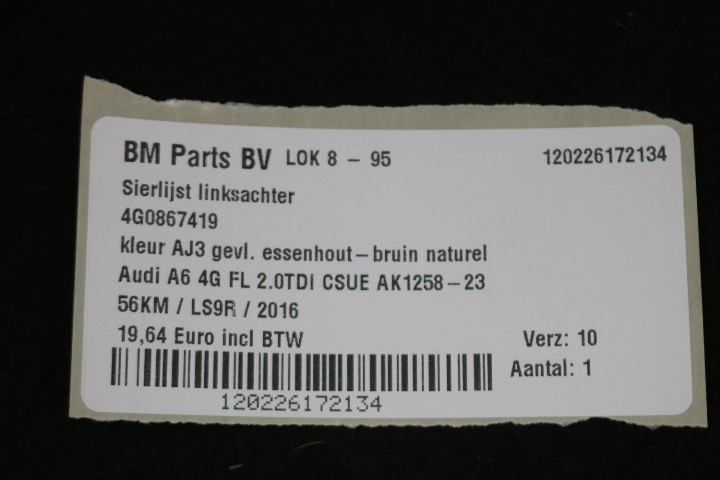 BM Parts BV LOK 8 – 95 120226172134
Sierlijst linksachter
4G0867419
kleur AJ3 gevl. essenhout – bruin naturel
Audi A6 4G FL 2.0TDI CSUE AK1258 – 23
56KM / LS9R / 2016
19,64 Euro incl BTW Verz: 10
Aantal: 1
120226172134